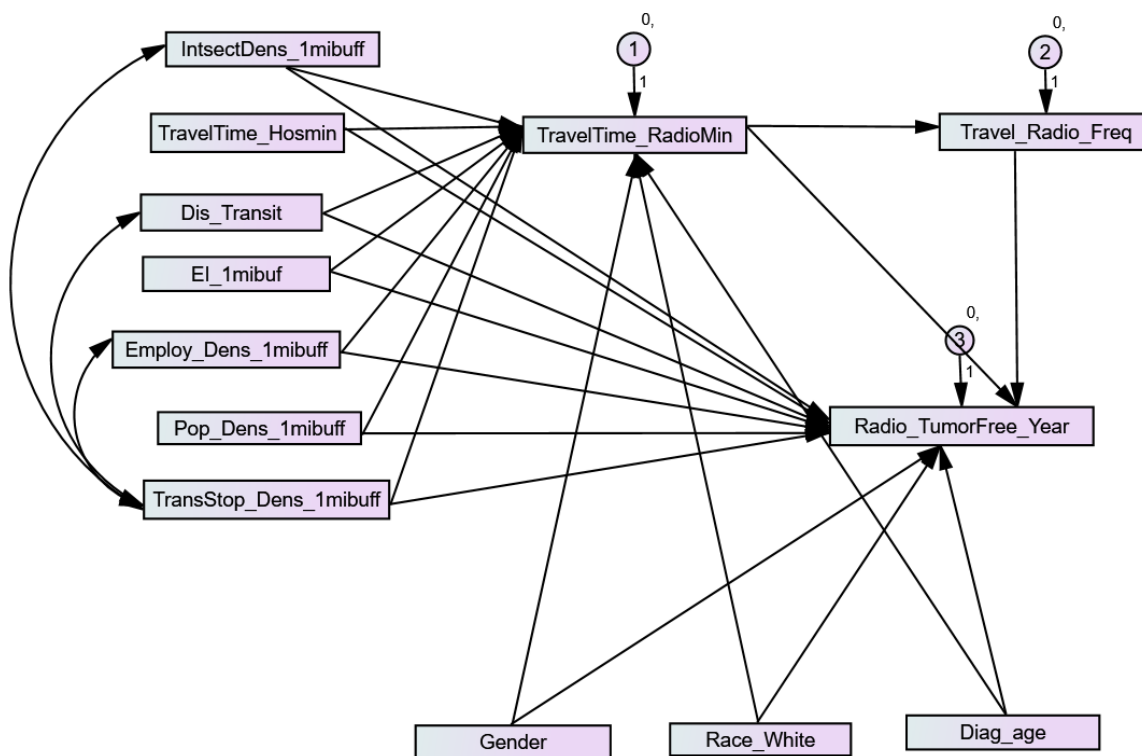 0,
0,
IntsectDens_1mibuff
1
2
1
1
TravelTime_Hosmin
TravelTime_RadioMin
Travel_Radio_Freq
Dis_Transit
EI_1mibuf
0,
Employ_Dens_1mibuff
3
1
Pop_Dens_1mibuff
Radio_TumorFree_Year
TransStop_Dens_1mibuff
Gender
Race_White
Diag_age